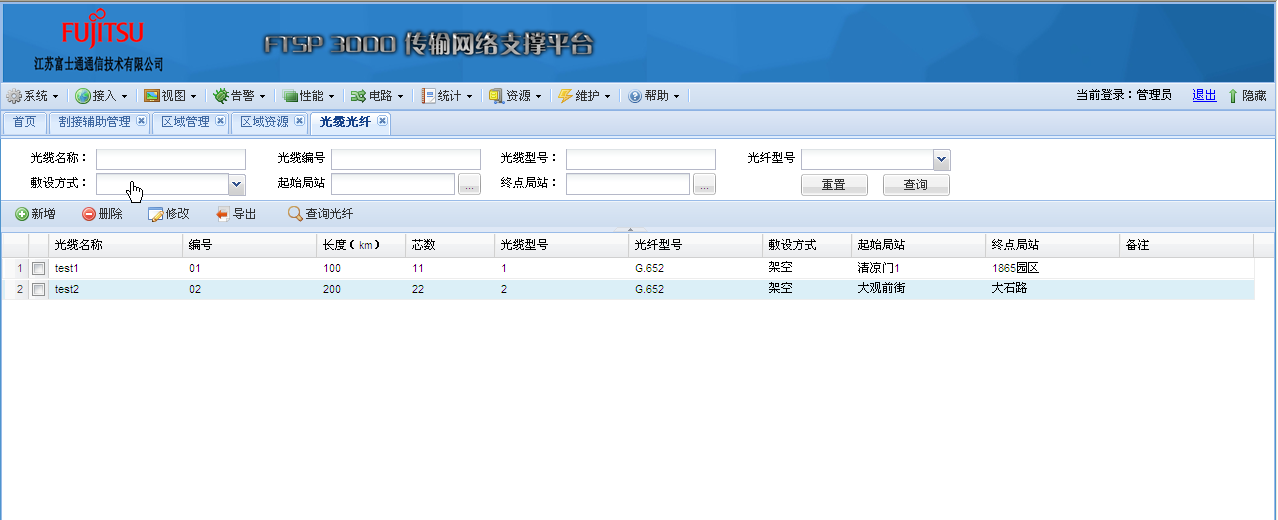 FUJITSU
江苏富士通通信技术有限公司
FTSP 3000 传输网络支撑平台
系统 接入 视图 告警 性能 电路 统计 资源 维护 帮助 当前登录：管理员 退出 隐藏
首页 割接辅助管理 区域管理 区域资源 光缆光纤
光缆名称： 光缆编号 光缆型号： 光纤型号
敷设方式： 起始局站 ... 终点局站： ... 重置 查询
新增 删除 修改 导出 查询光纤
光缆名称 编号 长度（km） 芯数 光缆型号 光纤型号 敷设方式 起始局站 终点局站 备注
1 test1 01 100 11 1 G.652 架空 清凉门1 1865园区
2 test2 02 200 22 2 G.652 架空 大观前街 大石路